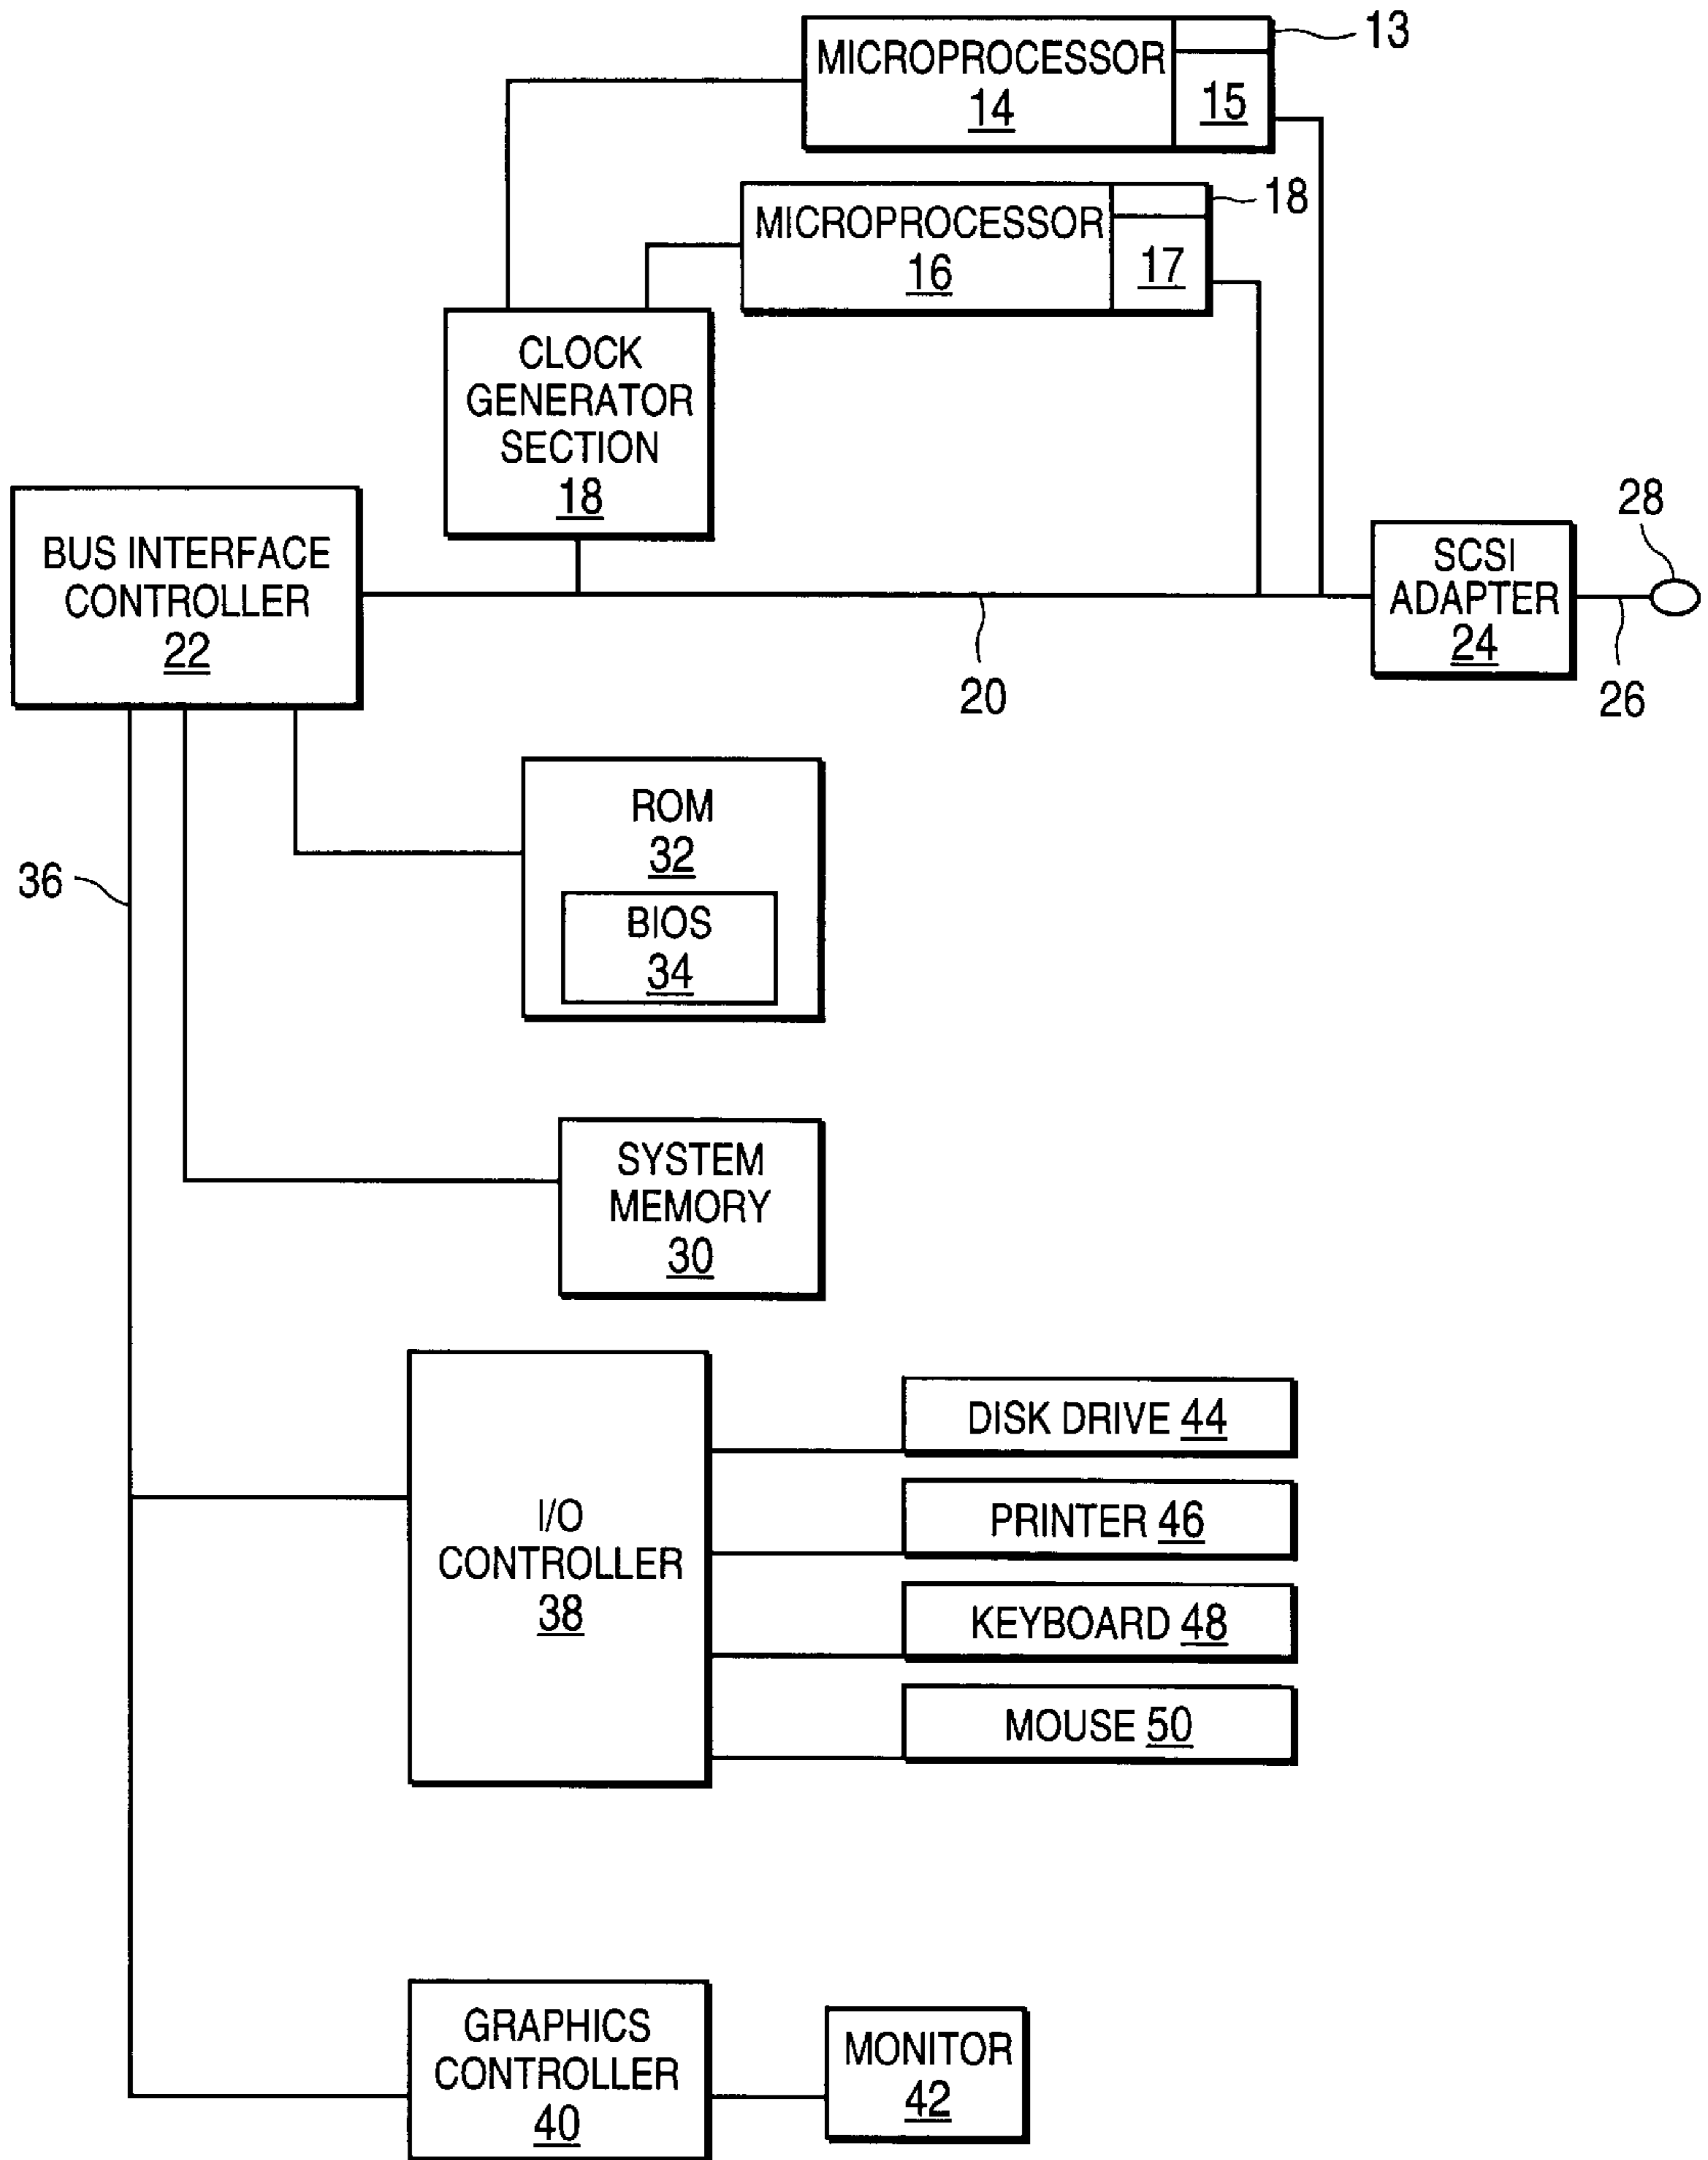 MICROPROCESSOR
14
15
13
MICROPROCESSOR
16
17
18
CLOCK
GENERATOR
SECTION
18
BUS INTERFACE
CONTROLLER
22
20
SCSI
ADAPTER
24
28
26
ROM
32
BIOS
34
36
SYSTEM
MEMORY
30
I/O
CONTROLLER
38
DISK DRIVE 44
PRINTER 46
KEYBOARD 48
MOUSE 50
GRAPHICS
CONTROLLER
40
MONITOR
42